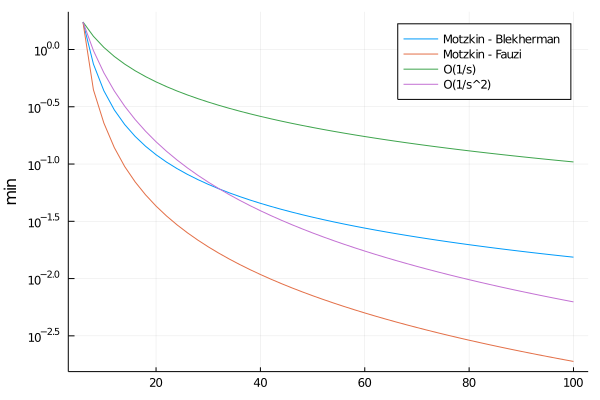 Motzkin - Blekherman
Motzkin - Fauzi
O(1/s)
O(1/s^2)
min
10^0.0
10^-0.5
10^-1.0
10^-1.5
10^-2.0
10^-2.5
20 40 60 80 100